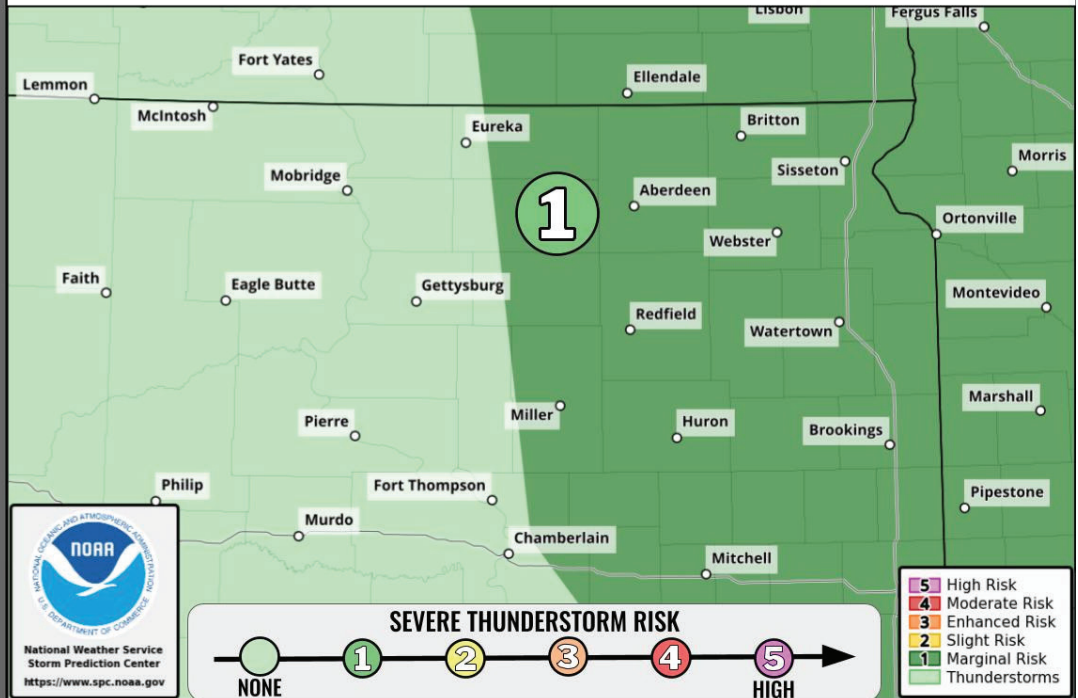 Lisbon
Fergus Falls
Fort Yates
Lemmon
Ellendale
McIntosh
Eureka
Britton
Morris
Sisseton
Mobridge
Aberdeen
1
Ortonville
Webster
Faith
Eagle Butte
Gettysburg
Montevideo
Redfield
Watertown
Marshall
Miller
Pierre
Huron
Brookings
Philip
Fort Thompson
Pipestone
Murdo
Chamberlain
Mitchell
NATIONAL OCEANIC AND ATMOSPHERIC ADMINISTRATION
NOAA
U.S. DEPARTMENT OF COMMERCE
National Weather Service
Storm Prediction Center
https://www.spc.noaa.gov
SEVERE THUNDERSTORM RISK
1 2 3 4 5
NONE HIGH
5 High Risk
4 Moderate Risk
3 Enhanced Risk
2 Slight Risk
1 Marginal Risk
Thunderstorms